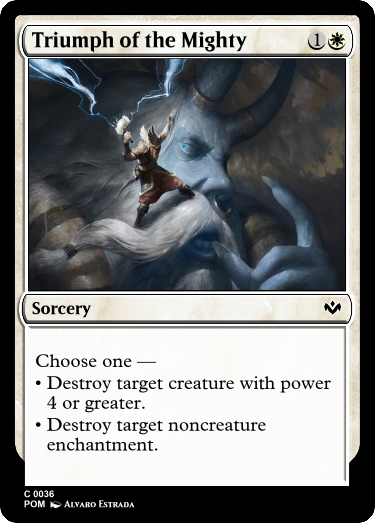 Triumph of the Mighty 1
Sorcery
Choose one —
• Destroy target creature with power
4 or greater.
• Destroy target noncreature
enchantment.
C 0036
POM Alvaro Estrada